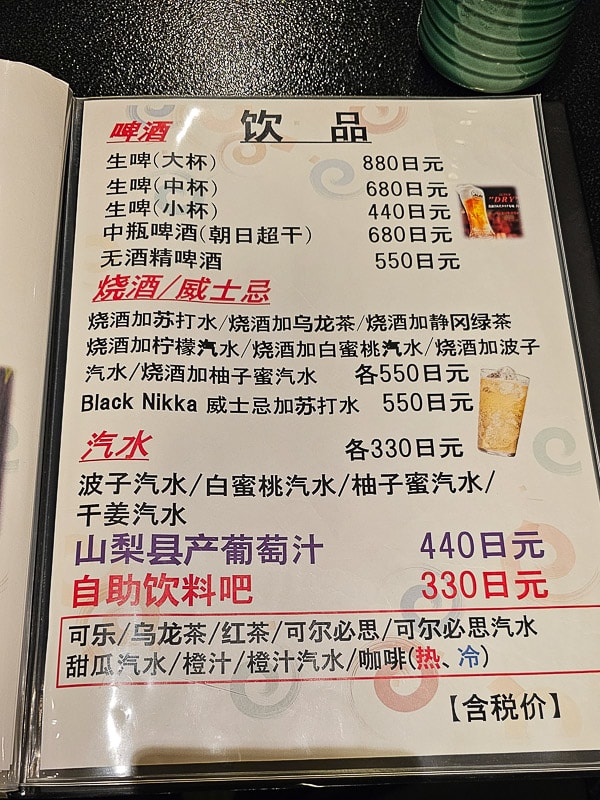 饮 品
啤酒
生啤(大杯) 880日元
生啤(中杯) 680日元
生啤(小杯) 440日元
中瓶啤酒(朝日超干) 680日元
无酒精啤酒 550日元
"DRY"
烧酒/威士忌
烧酒加苏打水/烧酒加乌龙茶/烧酒加静冈绿茶
烧酒加柠檬汽水/烧酒加白蜜桃汽水/烧酒加波子
汽水/烧酒加柚子蜜汽水 各550日元
Black Nikka 威士忌加苏打水 550日元
汽水 各330日元
波子汽水/白蜜桃汽水/柚子蜜汽水/
干姜汽水
山梨县产葡萄汁 440日元
自助饮料吧 330日元
可乐/乌龙茶/红茶/可尔必思/可尔必思汽水
甜瓜汽水/橙汁/橙汁汽水/咖啡(热、冷)
【含税价】